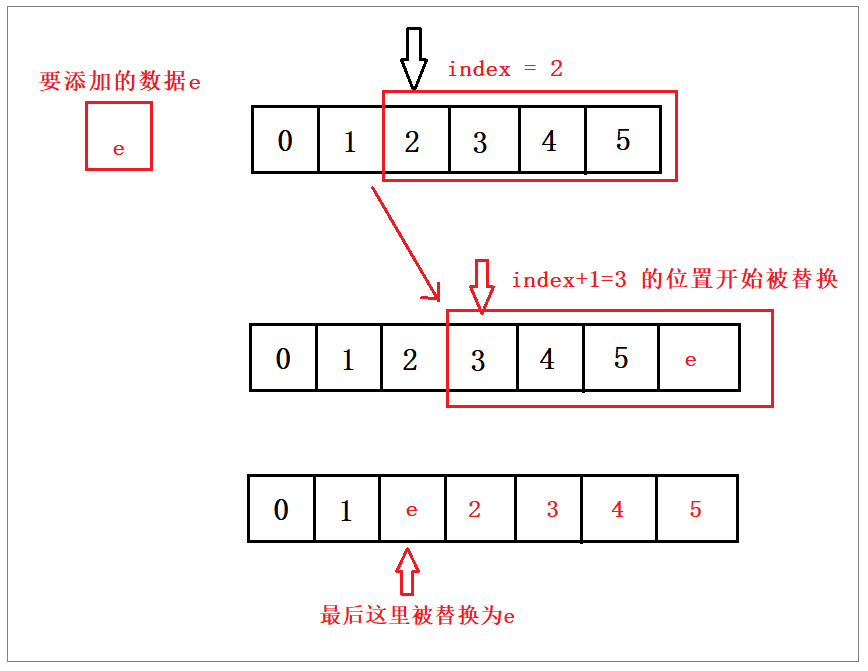 index = 2
要添加的数据e
e
0 1 2 3 4 5
index+1=3 的位置开始被替换
0 1 2 3 4 5 e
0 1 e 2 3 4 5
最后这里被替换为e